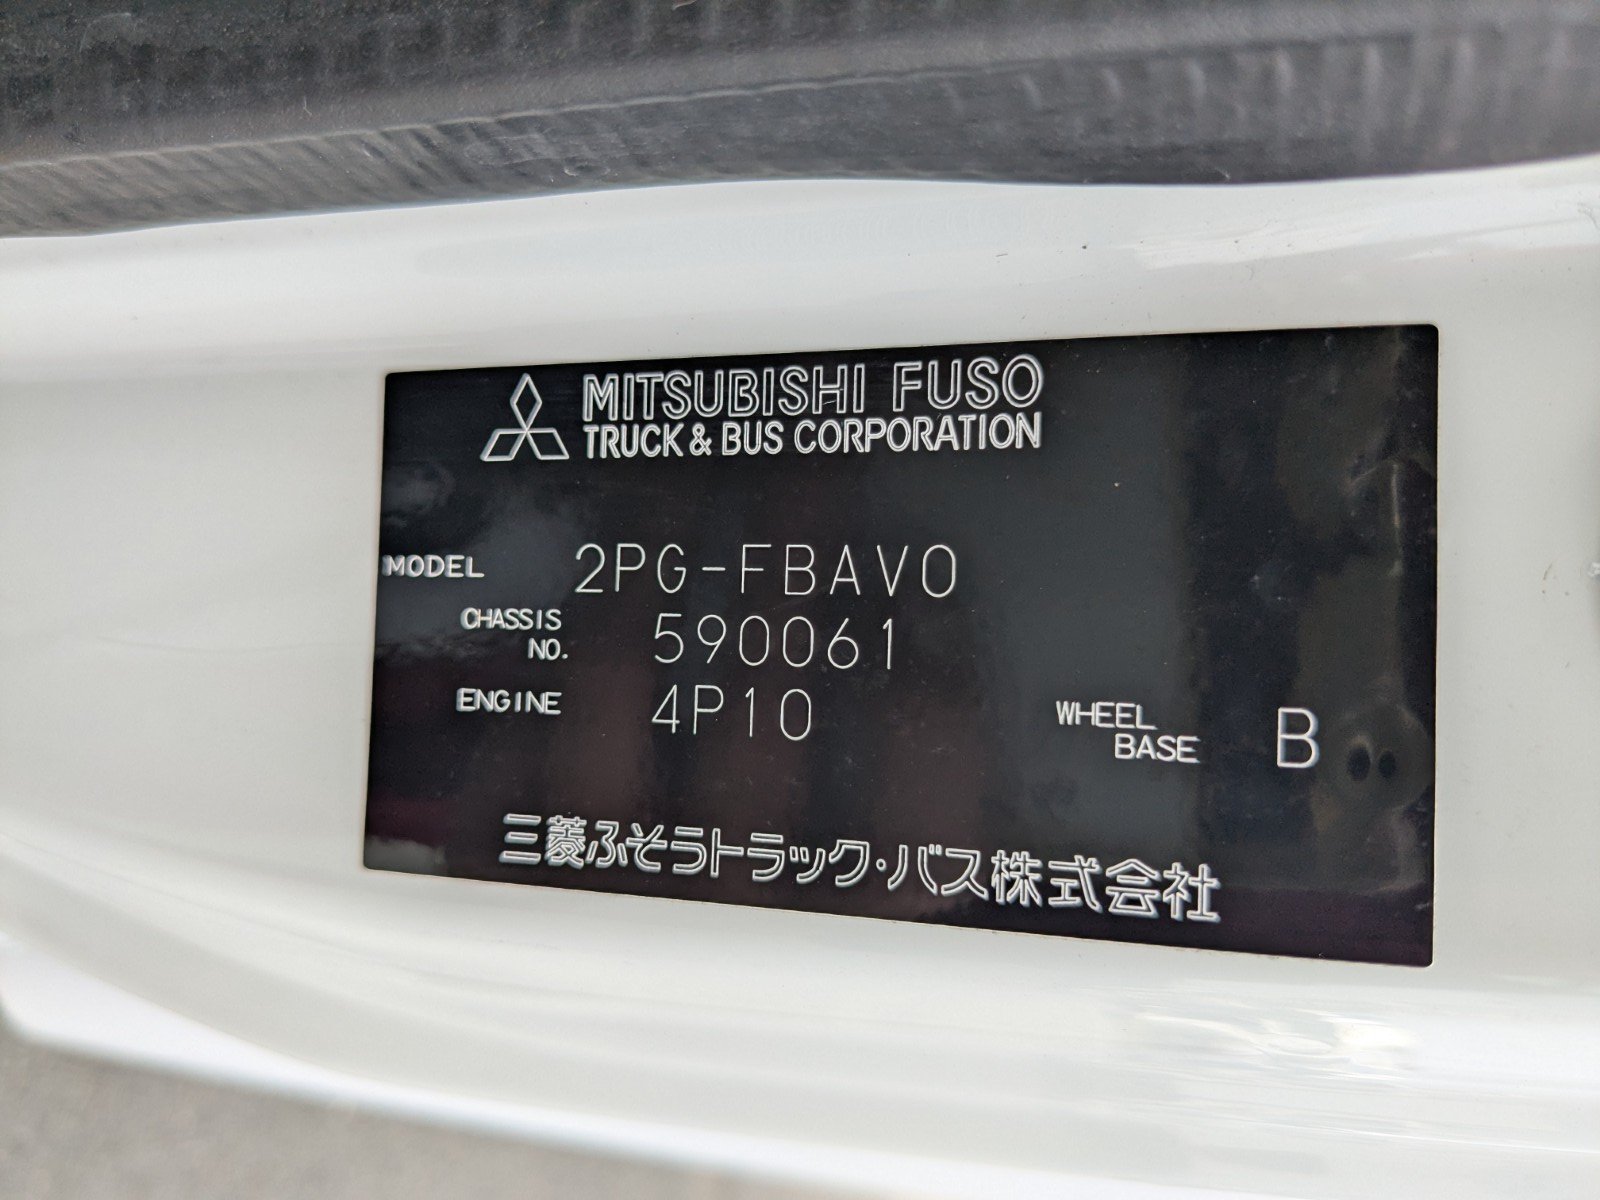 MITSUBISHI FUSO
TRUCK & BUS CORPORATION
MODEL 2PG-FBAV0
CHASSIS NO. 590061
ENGINE 4P10
WHEEL BASE B
三菱ふそうトラック・バス株式会社